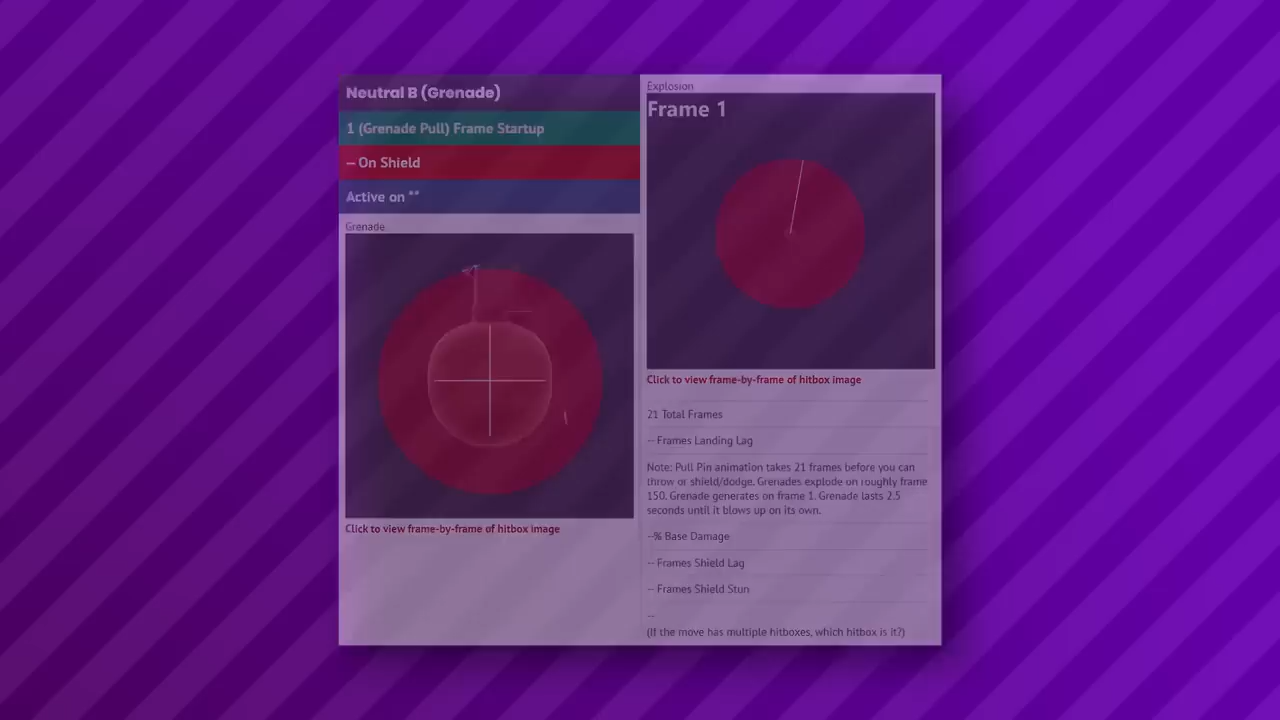 Neutral B (Grenade)
1 (Grenade Pull) Frame Startup
-- On Shield
Active on **
Grenade
Click to view frame-by-frame of hitbox image
Explosion
Frame 1
Click to view frame-by-frame of hitbox image
21 Total Frames
-- Frames Landing Lag
Note: Pull Pin animation takes 21 frames before you can
throw or shield/dodge. Grenades explode on roughly frame
150. Grenade generates on frame 1. Grenade lasts 2.5
seconds until it blows up on its own.
--% Base Damage
-- Frames Shield Lag
-- Frames Shield Stun
--
(If the move has multiple hitboxes, which hitbox is it?)